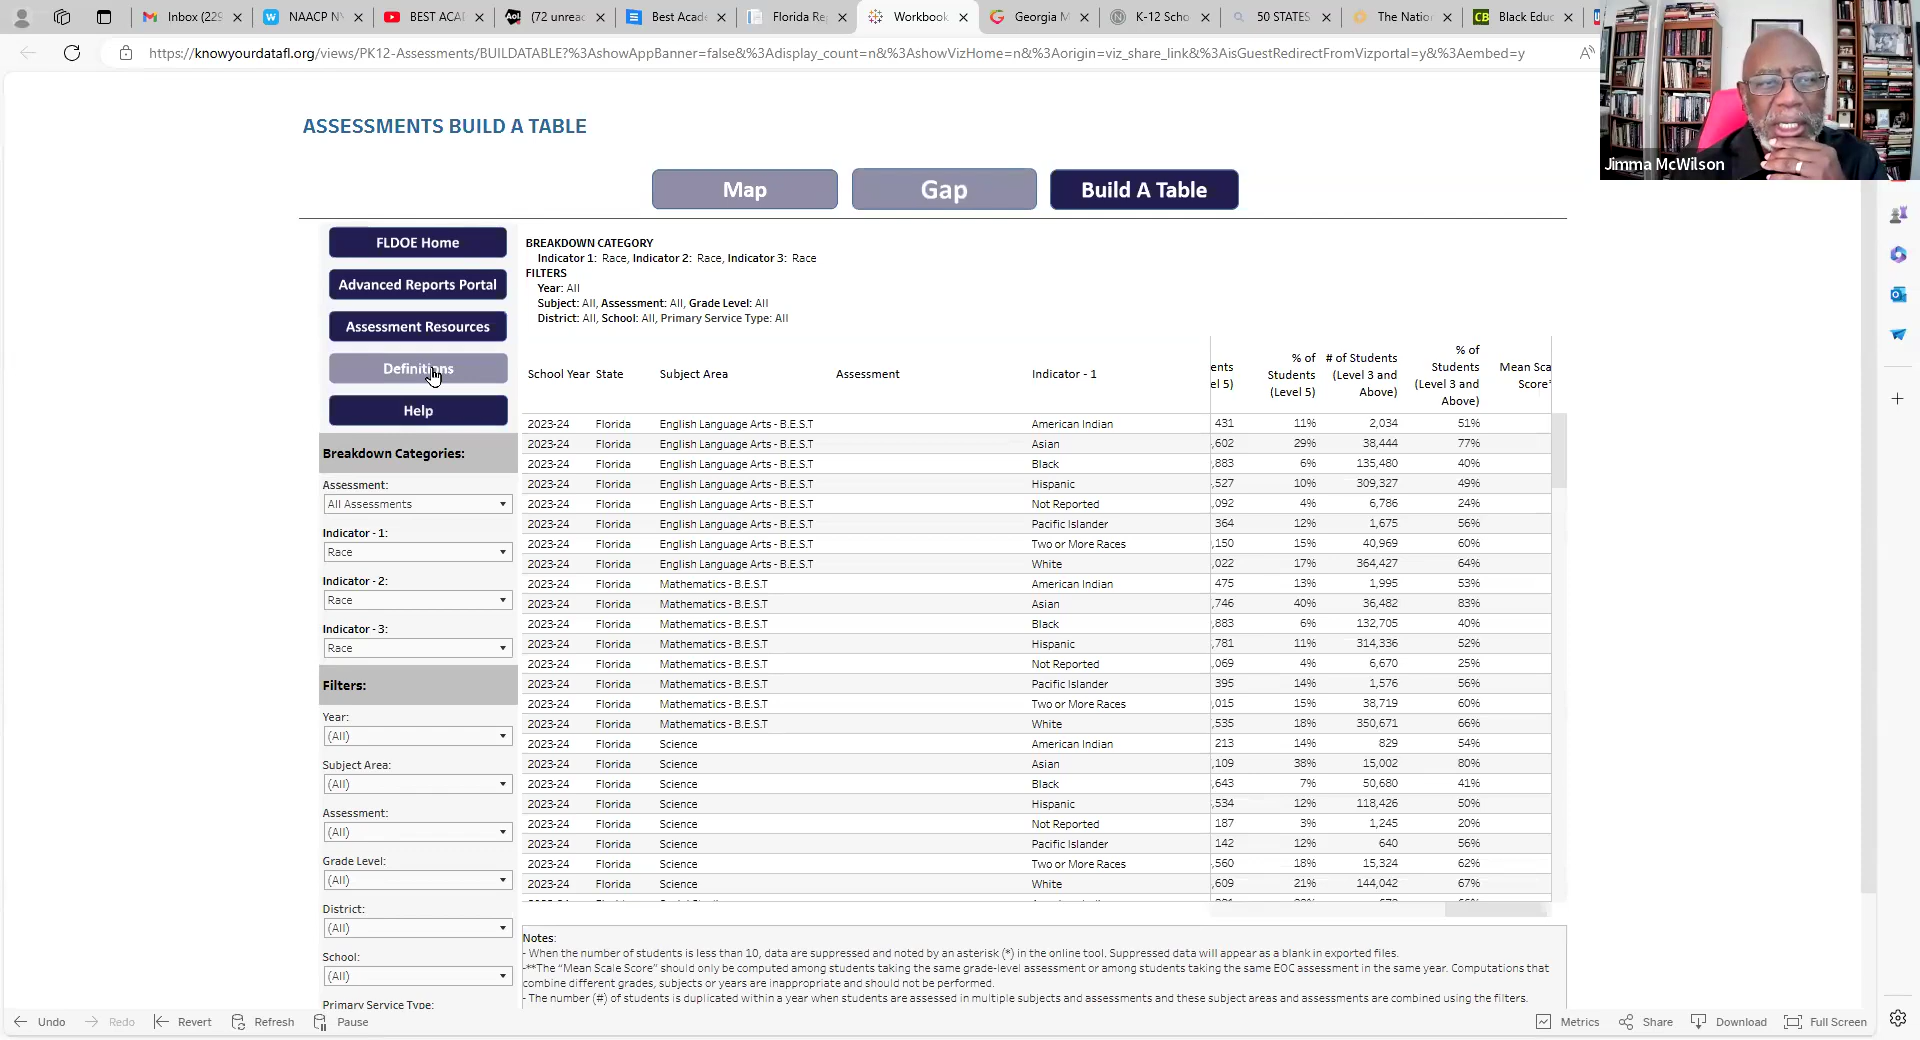 Inbox (229
NAACP NY
BEST ACA
(72 unrea
Best Acade
Florida Rep
Workbook
Georgia M
K-12 Scho
50 STATES
The Nation
Black Educ
https://knowyourdatafl.org/views/PK12-Assessments/BUILDATABLE?%3AshowAppBanner=false&%3Adisplay_count=n&%3AshowVizHome=n&%3Aorigin=viz_share_link&%3AisGuestRedirectFromVizportal=y&%3Aembed=y
Jimma McWilson
ASSESSMENTS BUILD A TABLE
Map Gap Build A Table
FLDOE Home
Advanced Reports Portal
Assessment Resources
Definitions
Help
Breakdown Categories:
Assessment:
All Assessments
Indicator - 1:
Race
Indicator - 2:
Race
Indicator - 3:
Race
Filters:
Year:
(All)
Subject Area:
(All)
Assessment:
(All)
Grade Level:
(All)
District:
(All)
School:
(All)
Primary Service Type:
BREAKDOWN CATEGORY
Indicator 1: Race, Indicator 2: Race, Indicator 3: Race
FILTERS
Year: All
Subject: All, Assessment: All, Grade Level: All
District: All, School: All, Primary Service Type: All
School Year State Subject Area Assessment Indicator - 1 ents el 5) % of Students (Level 5) # of Students (Level 3 and Above) % of Students (Level 3 and Above) Mean Sca Score*
2023-24 Florida English Language Arts - B.E.S.T American Indian 431 11% 2,034 51%
2023-24 Florida English Language Arts - B.E.S.T Asian ,602 29% 38,444 77%
2023-24 Florida English Language Arts - B.E.S.T Black ,883 6% 135,480 40%
2023-24 Florida English Language Arts - B.E.S.T Hispanic ,527 10% 309,327 49%
2023-24 Florida English Language Arts - B.E.S.T Not Reported ,092 4% 6,786 24%
2023-24 Florida English Language Arts - B.E.S.T Pacific Islander 364 12% 1,675 56%
2023-24 Florida English Language Arts - B.E.S.T Two or More Races ,150 15% 40,969 60%
2023-24 Florida English Language Arts - B.E.S.T White ,022 17% 364,427 64%
2023-24 Florida Mathematics - B.E.S.T American Indian 475 13% 1,995 53%
2023-24 Florida Mathematics - B.E.S.T Asian ,746 40% 36,482 83%
2023-24 Florida Mathematics - B.E.S.T Black ,883 6% 132,705 40%
2023-24 Florida Mathematics - B.E.S.T Hispanic ,781 11% 314,336 52%
2023-24 Florida Mathematics - B.E.S.T Not Reported ,069 4% 6,670 25%
2023-24 Florida Mathematics - B.E.S.T Pacific Islander 395 14% 1,576 56%
2023-24 Florida Mathematics - B.E.S.T Two or More Races ,015 15% 38,719 60%
2023-24 Florida Mathematics - B.E.S.T White ,535 18% 350,671 66%
2023-24 Florida Science American Indian 213 14% 829 54%
2023-24 Florida Science Asian ,109 38% 15,002 80%
2023-24 Florida Science Black ,643 7% 50,680 41%
2023-24 Florida Science Hispanic ,534 12% 118,426 50%
2023-24 Florida Science Not Reported 187 3% 1,245 20%
2023-24 Florida Science Pacific Islander 142 12% 640 56%
2023-24 Florida Science Two or More Races ,560 18% 15,324 62%
2023-24 Florida Science White ,609 21% 144,042 67%
Notes:
- When the number of students is less than 10, data are suppressed and noted by an asterisk (*) in the online tool. Suppressed data will appear as a blank in exported files.
-**The "Mean Scale Score" should only be computed among students taking the same grade-level assessment or among students taking the same EOC assessment in the same year. Computations that
combine different grades, subjects or years are inappropriate and should not be performed.
- The number (#) of students is duplicated within a year when students are assessed in multiple subjects and assessments and these subject areas and assessments are combined using the filters.
Undo Redo Revert Refresh Pause Metrics Share Download Full Screen